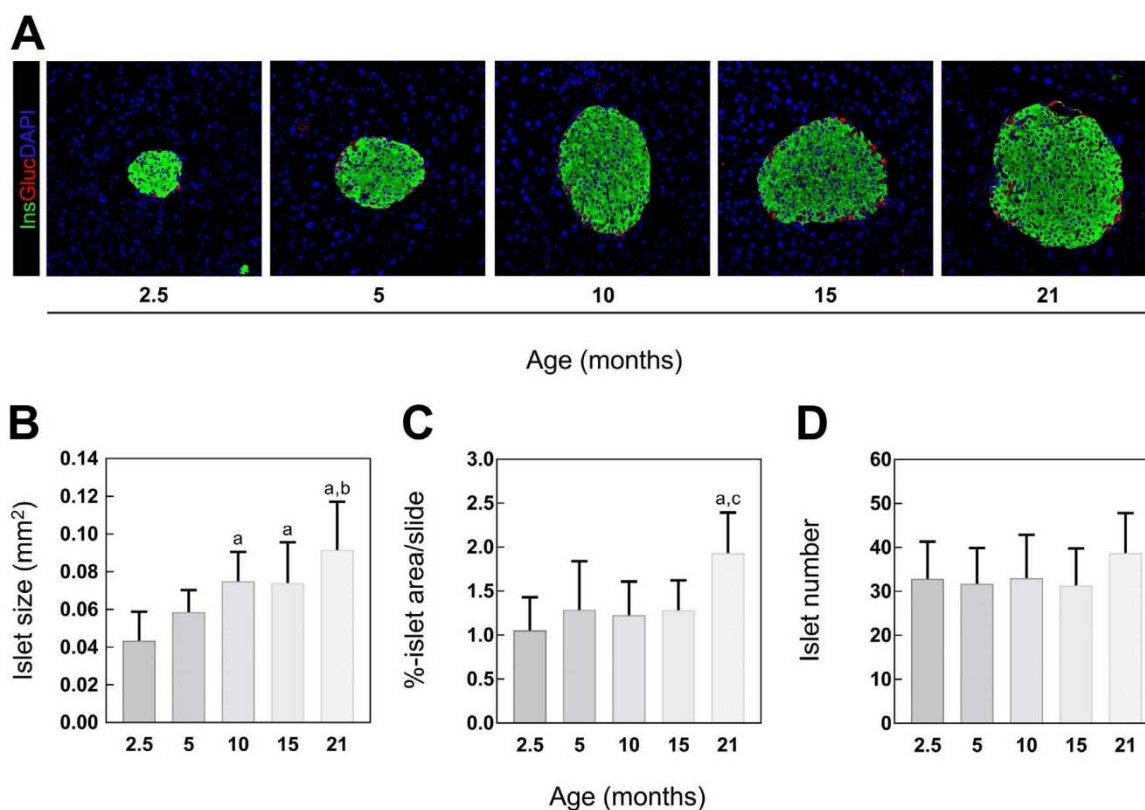 A
InsGlucDAPI
2.5 5 10 15 21
Age (months)
B
Islet size (mm²)
0.14
0.12
0.10
0.08
0.06
0.04
0.02
0.00
a
a
a,b
2.5 5 10 15 21
C
%-islet area/slide
3.0
2.5
2.0
1.5
1.0
0.5
0.0
a,c
2.5 5 10 15 21
D
Islet number
60
50
40
30
20
10
0
2.5 5 10 15 21
Age (months)